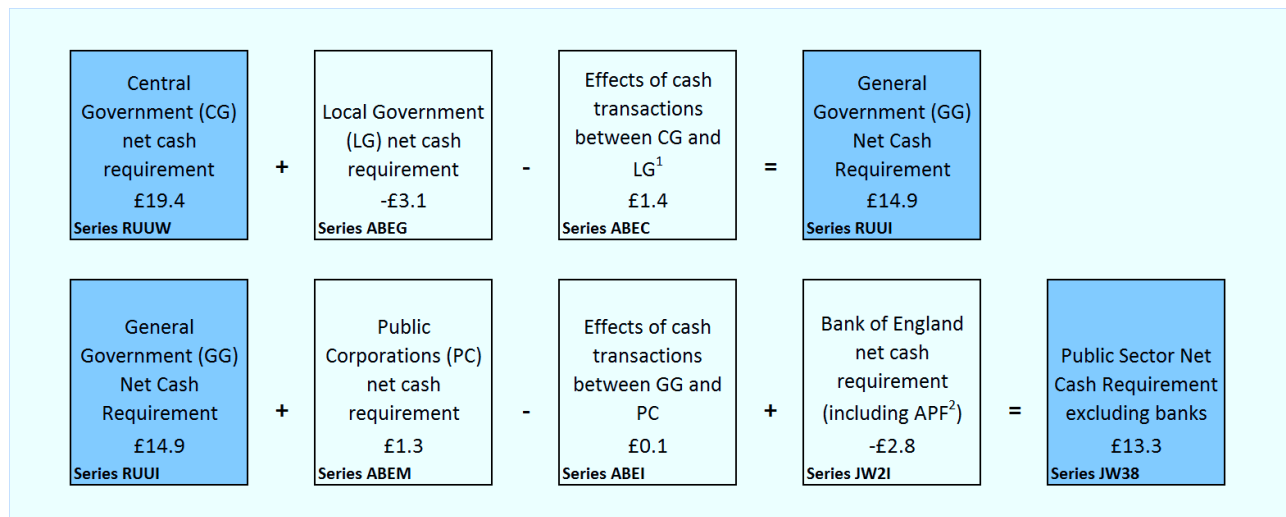 Central
Government (CG)
net cash
requirement
£19.4
Series RUUW
+
Local Government
(LG) net cash
requirement
-£3.1
Series ABEG
-
Effects of cash
transactions
between CG and
LG¹
£1.4
Series ABEC
=
General
Government (GG)
Net Cash
Requirement
£14.9
Series RUUI
General
Government (GG)
Net Cash
Requirement
£14.9
Series RUUI
+
Public
Corporations (PC)
net cash
requirement
£1.3
Series ABEM
-
Effects of cash
transactions
between GG and
PC
£0.1
Series ABEI
+
Bank of England
net cash
requirement
(including APF²)
-£2.8
Series JW2I
=
Public Sector Net
Cash Requirement
excluding banks
£13.3
Series JW38